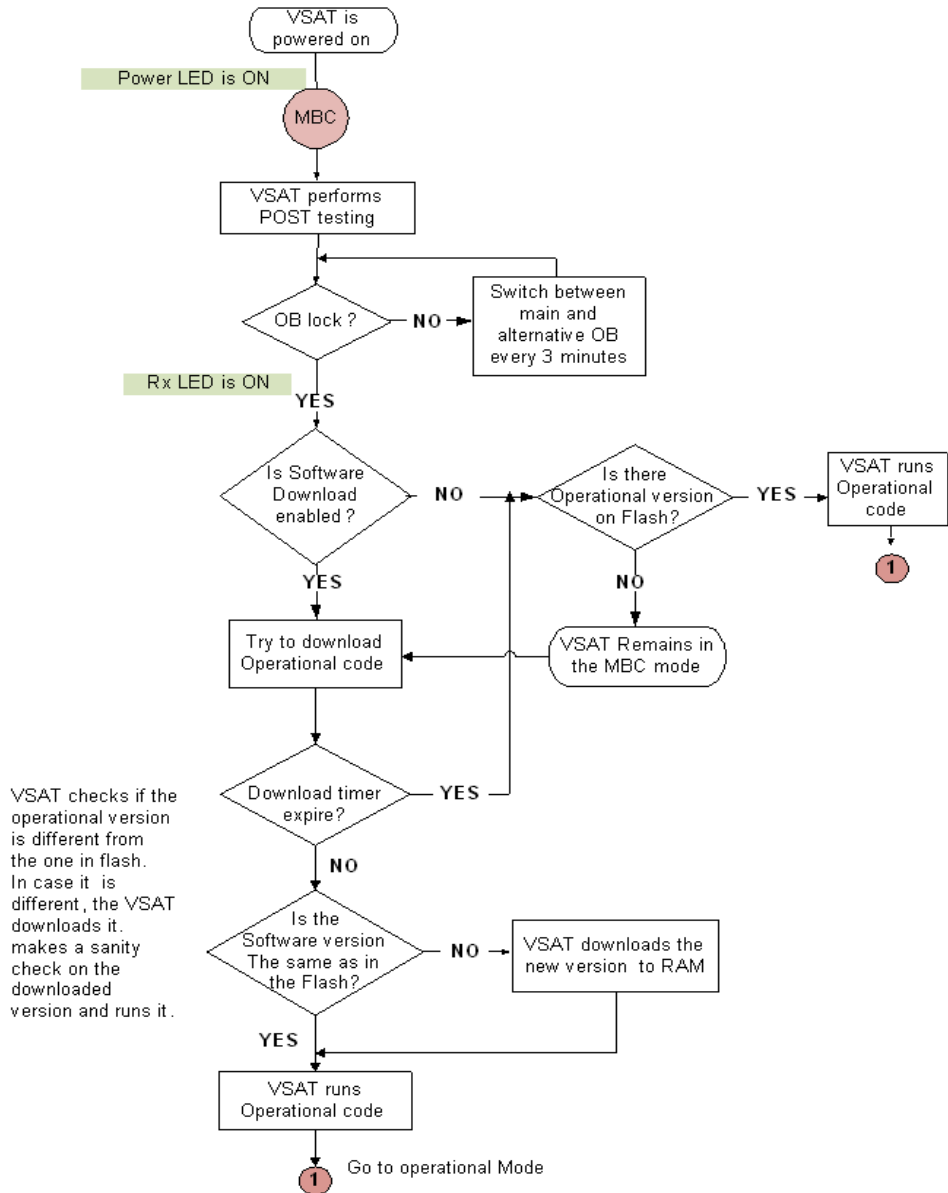 VSAT is
powered on
Power LED is ON
MBC
VSAT performs
POST testing
OB lock ?
NO
Switch between
main and
alternative OB
every 3 minutes
Rx LED is ON
YES
Is Software
Download
enabled ?
NO
Is there
Operational version
on Flash?
YES
VSAT runs
Operational
code
1
YES
NO
Try to download
Operational code
VSAT Remains in
the MBC mode
Download timer
expire?
YES
NO
VSAT checks if the
operational version
is different from
the one in flash.
In case it is
different, the VSAT
downloads it.
makes a sanity
check on the
downloaded
version and runs it.
Is the
Software version
The same as in
the Flash?
NO
VSAT downloads the
new version to RAM
YES
VSAT runs
Operational code
1
Go to operational Mode